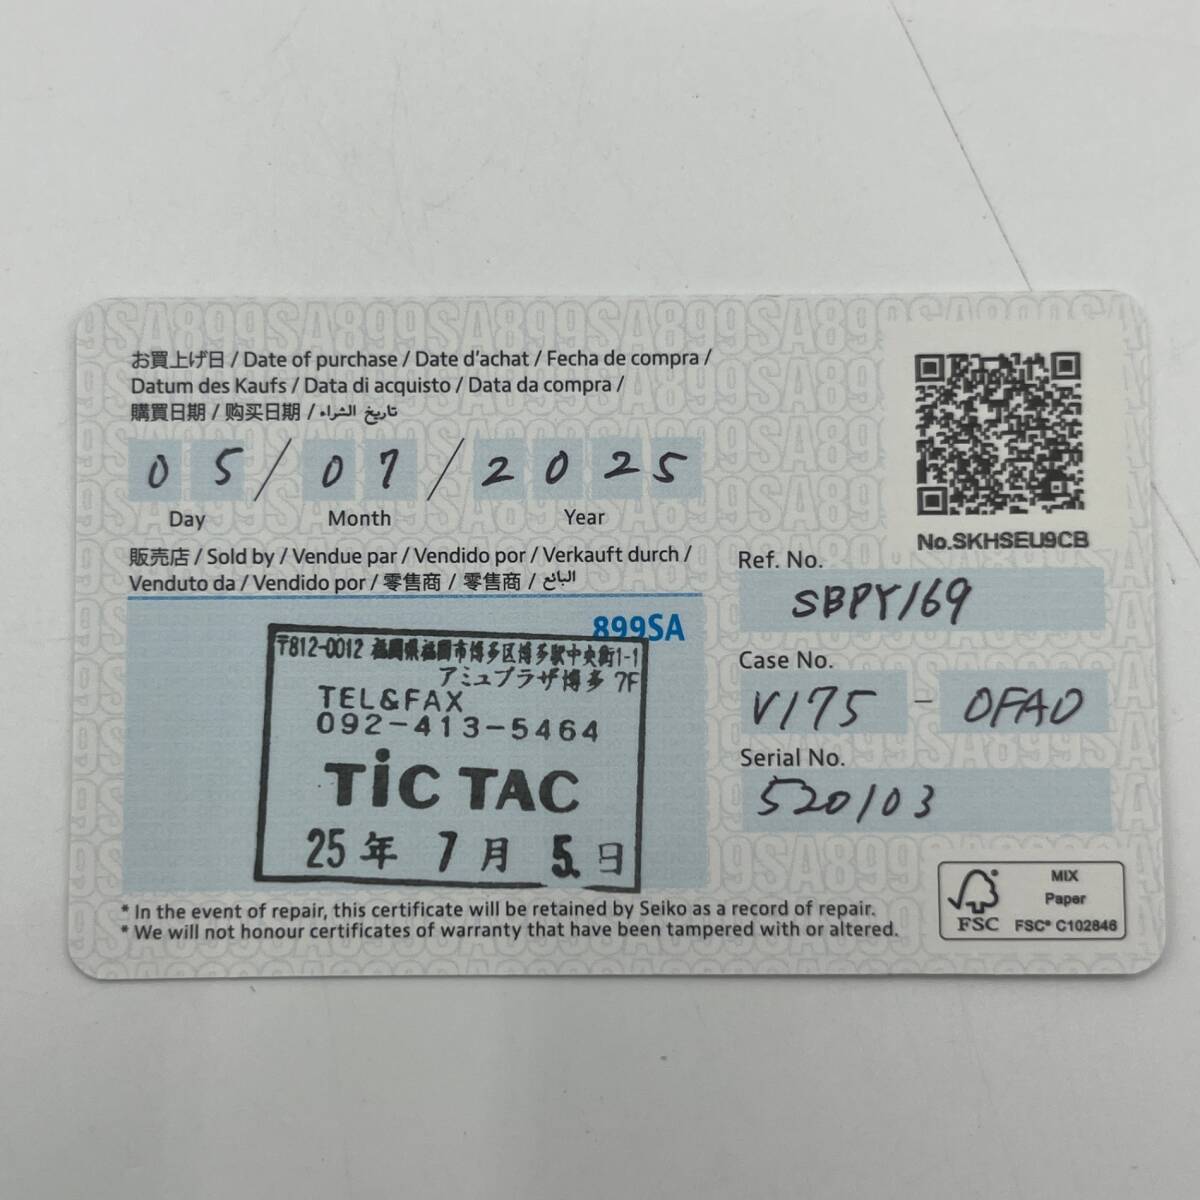 お買上げ日 / Date of purchase / Date d'achat / Fecha de compra /
Datum des Kaufs / Data di acquisto / Data da compra /
購買日期 / 购买日期 / تاريخ الشراء
05 / 07 / 2025
Day Month Year
販売店 / Sold by / Vendue par / Vendido por / Verkauft durch /
Venduto da / Vendido por / 零售商 / 零售商 / البائع
899SA
〒812-0012 福岡県福岡市博多区博多駅中央街1-1
アミュプラザ博多 7F
TEL&FAX
092-413-5464
TiC TAC
25年 7月 5.日
No.SKHSEU9CB
Ref. No.
SBPY169
Case No.
V175 - 0FA0
Serial No.
520103
* In the event of repair, this certificate will be retained by Seiko as a record of repair.
* We will not honour certificates of warranty that have been tampered with or altered.
FSC
MIX
Paper
FSC® C102846